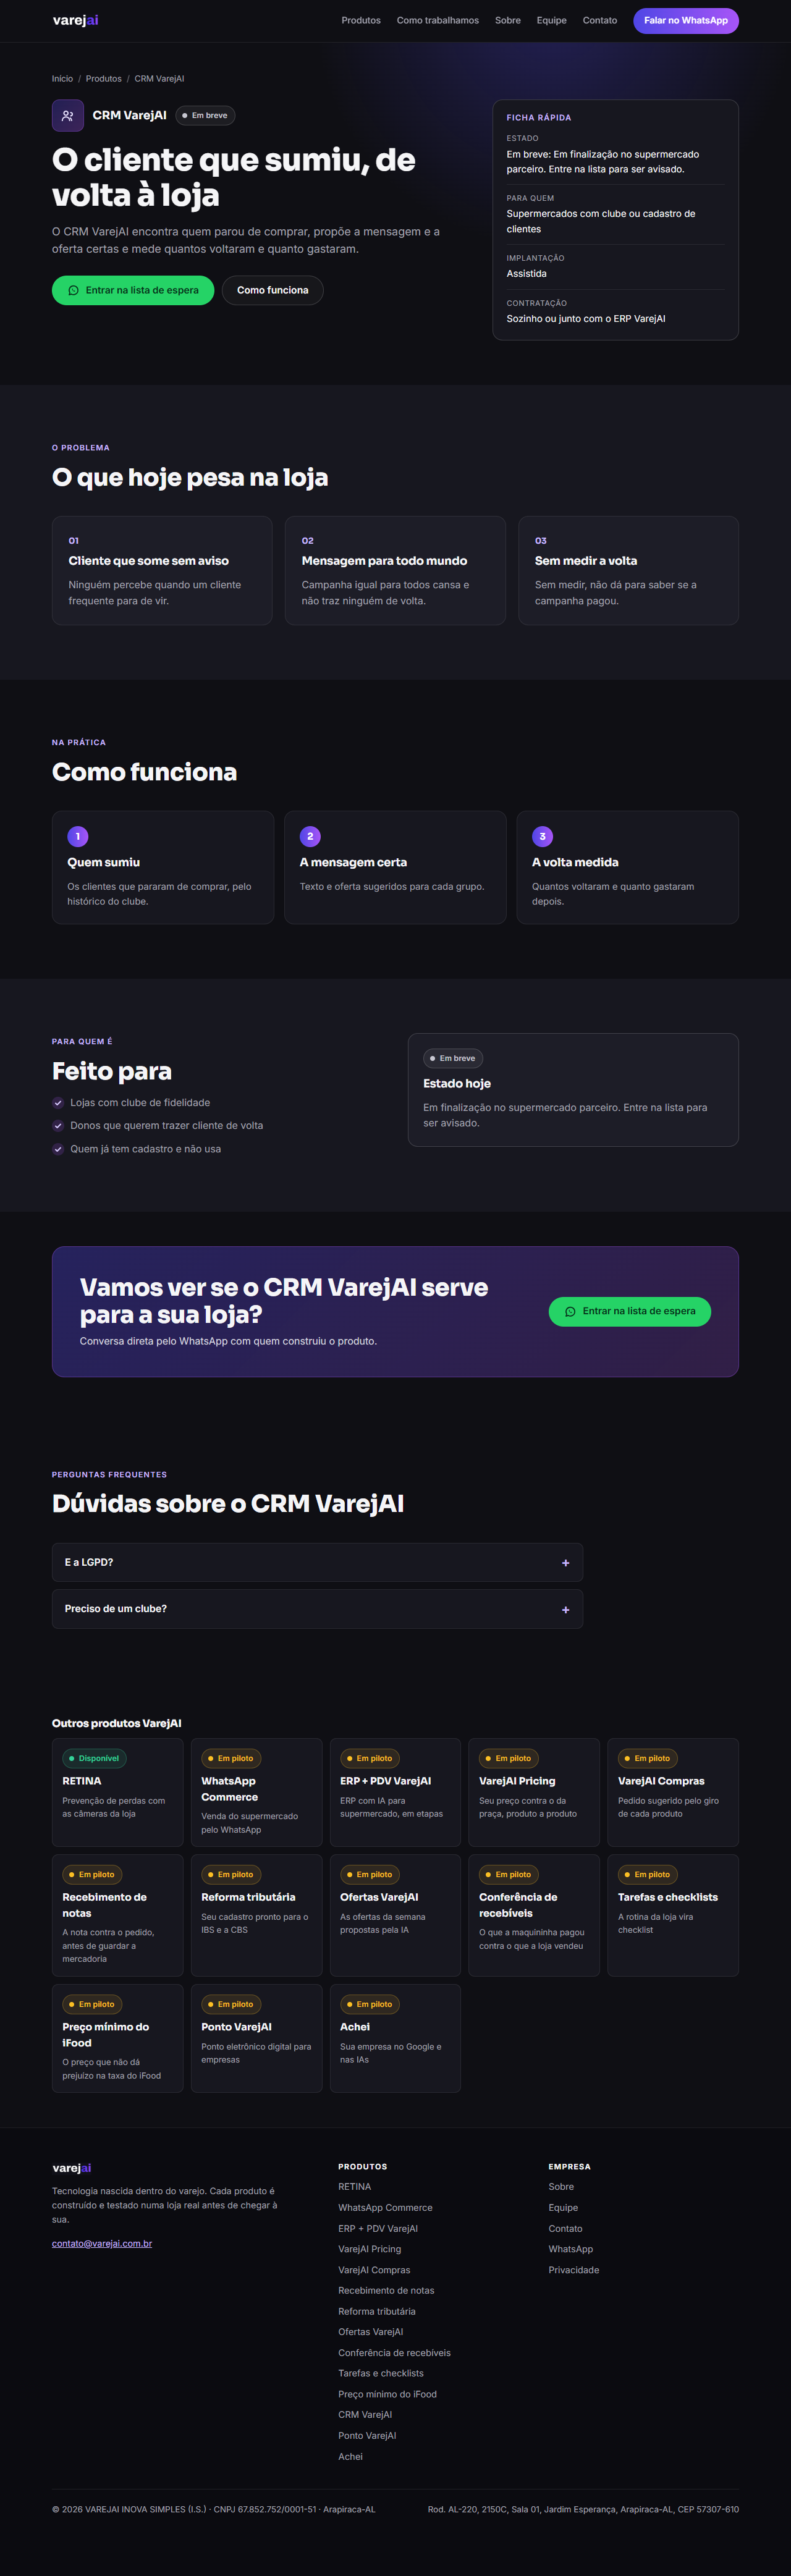 varejai
Produtos
Como trabalhamos
Sobre
Equipe
Contato
Falar no WhatsApp
Início / Produtos / CRM VarejAI
CRM VarejAI
Em breve
O cliente que sumiu, de
volta à loja
O CRM VarejAI encontra quem parou de comprar, propõe a mensagem e a
oferta certas e mede quantos voltaram e quanto gastaram.
Entrar na lista de espera
Como funciona
FICHA RÁPIDA
ESTADO
Em breve: Em finalização no supermercado
parceiro. Entre na lista para ser avisado.
PARA QUEM
Supermercados com clube ou cadastro de
clientes
IMPLANTAÇÃO
Assistida
CONTRATAÇÃO
Sozinho ou junto com o ERP VarejAI
O PROBLEMA
O que hoje pesa na loja
01
Cliente que some sem aviso
Ninguém percebe quando um cliente
frequente para de vir.
02
Mensagem para todo mundo
Campanha igual para todos cansa e
não traz ninguém de volta.
03
Sem medir a volta
Sem medir, não dá para saber se a
campanha pagou.
NA PRÁTICA
Como funciona
1
Quem sumiu
Os clientes que pararam de comprar, pelo
histórico do clube.
2
A mensagem certa
Texto e oferta sugeridos para cada grupo.
3
A volta medida
Quantos voltaram e quanto gastaram
depois.
PARA QUEM É
Feito para
Lojas com clube de fidelidade
Donos que querem trazer cliente de volta
Quem já tem cadastro e não usa
Em breve
Estado hoje
Em finalização no supermercado parceiro. Entre na lista para
ser avisado.
Vamos ver se o CRM VarejAI serve
para a sua loja?
Conversa direta pelo WhatsApp com quem construiu o produto.
Entrar na lista de espera
PERGUNTAS FREQUENTES
Dúvidas sobre o CRM VarejAI
E a LGPD?
+
Preciso de um clube?
+
Outros produtos VarejAI
Disponível
RETINA
Prevenção de perdas com
as câmeras da loja
Em piloto
WhatsApp
Commerce
Venda do supermercado
pelo WhatsApp
Em piloto
ERP + PDV VarejAI
ERP com IA para
supermercado, em etapas
Em piloto
VarejAI Pricing
Seu preço contra o da
praça, produto a produto
Em piloto
VarejAI Compras
Pedido sugerido pelo giro
de cada produto
Em piloto
Recebimento de
notas
A nota contra o pedido,
antes de guardar a
mercadoria
Em piloto
Reforma tributária
Seu cadastro pronto para o
IBS e a CBS
Em piloto
Ofertas VarejAI
As ofertas da semana
propostas pela IA
Em piloto
Conferência de
recebíveis
O que a maquininha pagou
contra o que a loja vendeu
Em piloto
Tarefas e checklists
A rotina da loja vira
checklist
Em piloto
Preço mínimo do
iFood
O preço que não dá
prejuízo na taxa do iFood
Em piloto
Ponto VarejAI
Ponto eletrônico digital para
empresas
Em piloto
Achei
Sua empresa no Google e
nas IAs
varejai
Tecnologia nascida dentro do varejo. Cada produto é
construído e testado numa loja real antes de chegar à
sua.
contato@varejai.com.br
PRODUTOS
RETINA
WhatsApp Commerce
ERP + PDV VarejAI
VarejAI Pricing
VarejAI Compras
Recebimento de notas
Reforma tributária
Ofertas VarejAI
Conferência de recebíveis
Tarefas e checklists
Preço mínimo do iFood
CRM VarejAI
Ponto VarejAI
Achei
EMPRESA
Sobre
Equipe
Contato
WhatsApp
Privacidade
© 2026 VAREJAI INOVA SIMPLES (I.S.) · CNPJ 67.852.752/0001-51 · Arapiraca-AL
Rod. AL-220, 2150C, Sala 01, Jardim Esperança, Arapiraca-AL, CEP 57307-610